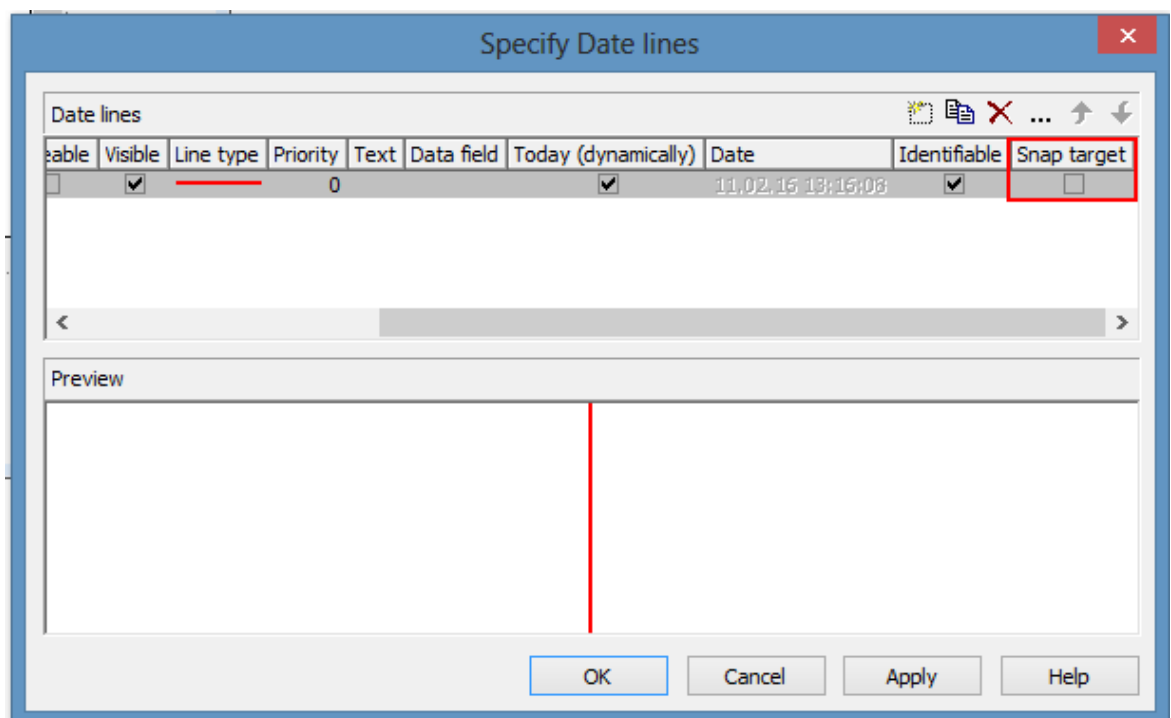 Specify Date lines
Date lines
...
eable Visible Line type Priority Text Data field Today (dynamically) Date Identifiable Snap target
0 11.02.16 13:16:08
Preview
OK Cancel Apply Help